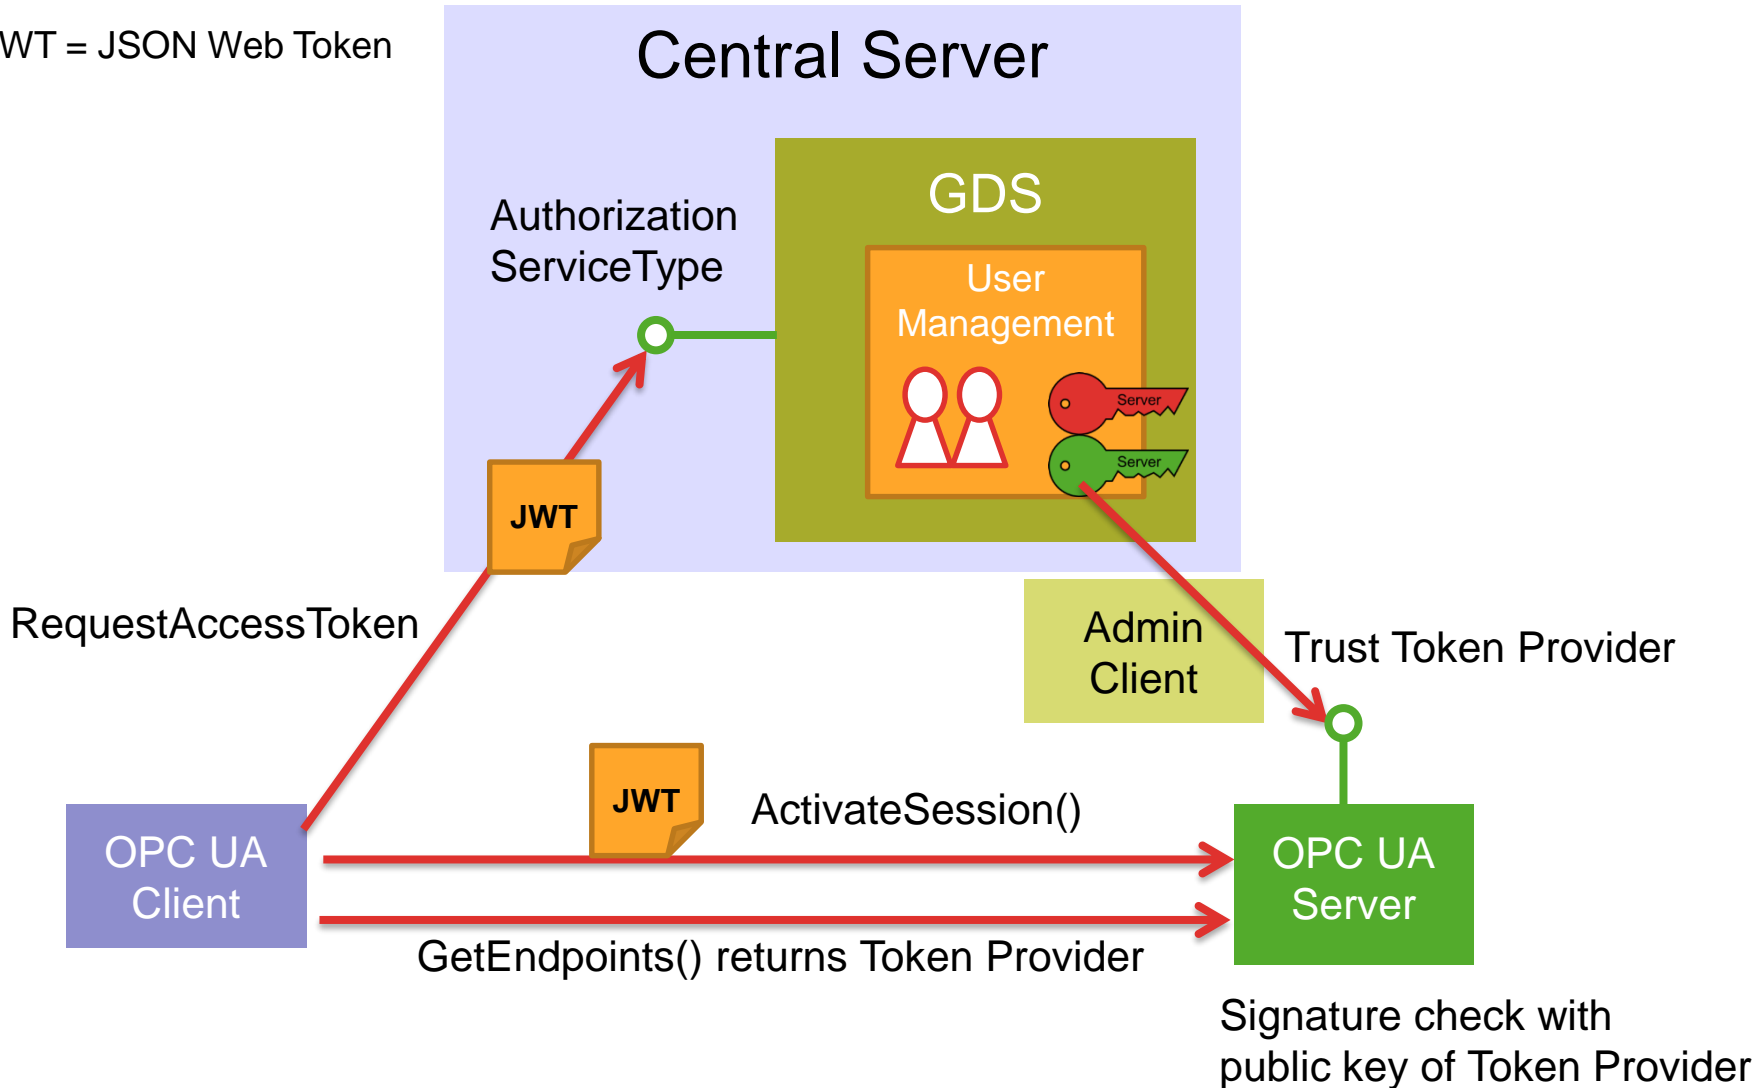 WT = JSON Web Token
Central Server
GDS
Authorization
ServiceType
User
Management
Server
Server
JWT
RequestAccessToken
Admin
Client
Trust Token Provider
JWT
ActivateSession()
OPC UA
Client
OPC UA
Server
GetEndpoints() returns Token Provider
Signature check with
public key of Token Provider